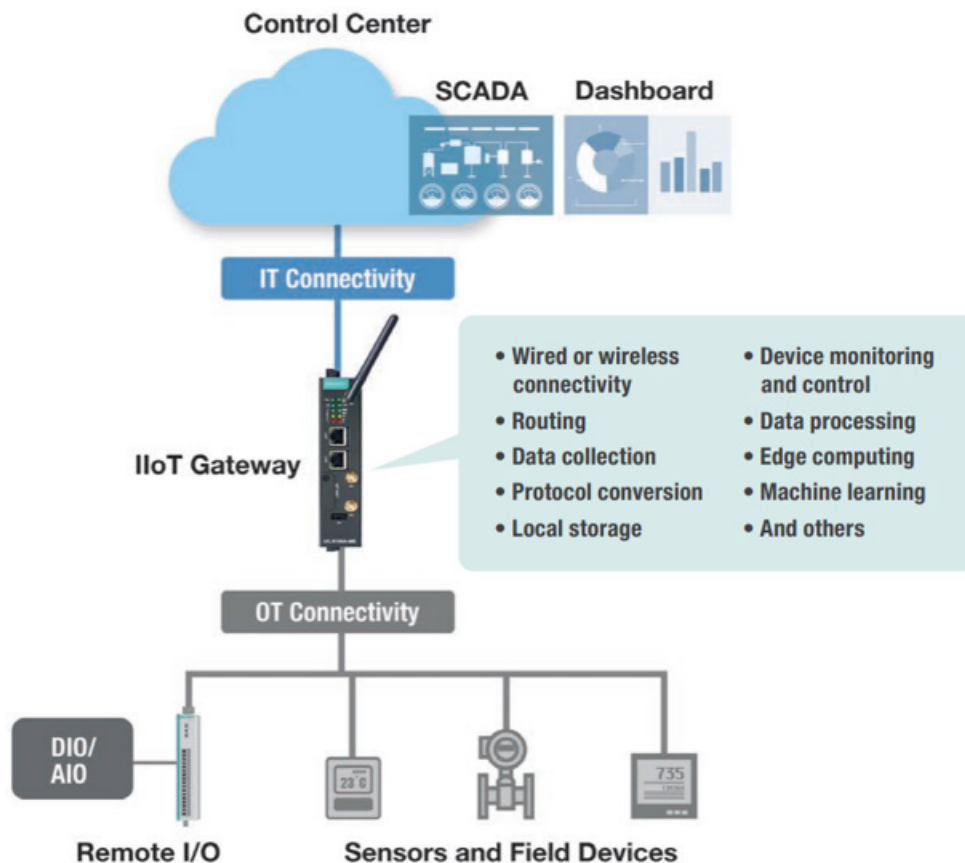 Control Center
SCADA
Dashboard
IT Connectivity
IIoT Gateway
• Wired or wireless
connectivity
• Routing
• Data collection
• Protocol conversion
• Local storage
• Device monitoring
and control
• Data processing
• Edge computing
• Machine learning
• And others
OT Connectivity
DIO/
AIO
23°C
735
Remote I/O
Sensors and Field Devices